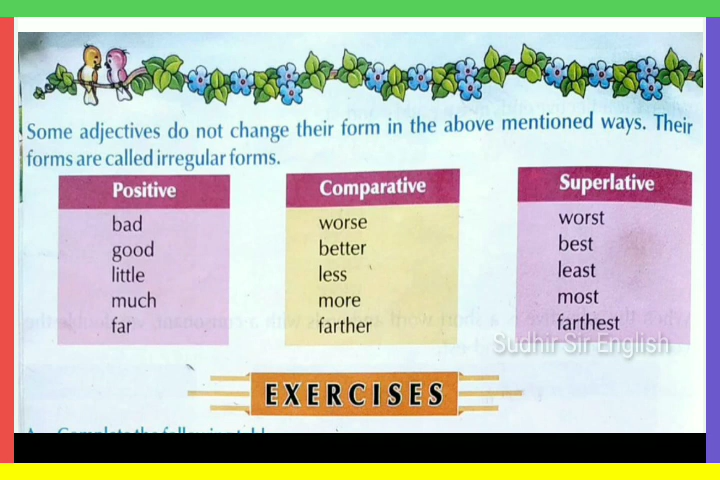 Some adjectives do not change their form in the above mentioned ways. Their
forms are called irregular forms.
Positive Comparative Superlative
bad worse worst
good better best
little less least
much more most
far farther farthest
Sudhir Sir English
EXERCISES